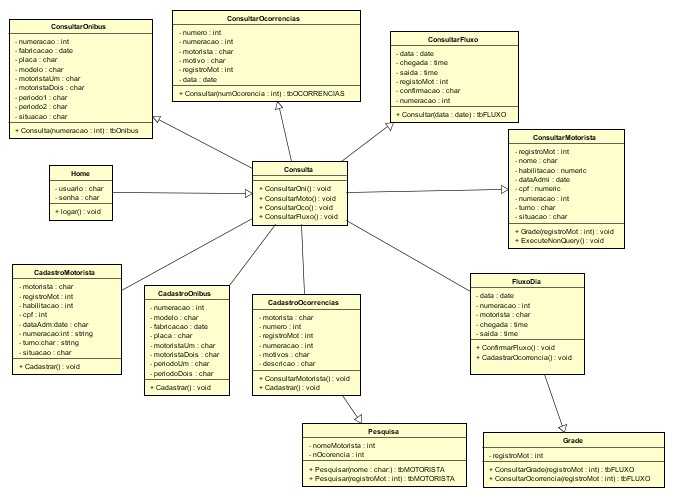 ConsultarOnibus
- numeracao : int
- fabricacao : date
- placa : char
- modelo : char
- motoristaUm : char
- motoristaDois : char
- periodo1 : char
- periodo2 : char
- situacao : char
+ Consulta(numeracao : int) : tbOnibus
ConsultarOcorrencias
- numero : int
- numeracao : int
- motorista : char
- motivo : char
- registroMot : int
- data : date
+ Consultar(numOcorencia : int) : tbOCORRENCIAS
ConsultarFluxo
- data : date
- chegada : time
- saida : time
- registoMot : int
- confirmacao : char
- numeracao : int
+ Consultar(data : date) : tbFLUXO
ConsultarMotorista
- registroMot : int
- nome : char
- habilitacao : numeric
- dataAdmi : date
- cpf : numeric
- numeracao : int
- turno : char
- situacao : char
+ Grade(registroMot : int) : void
+ ExecuteNonQuery() : void
Home
- usuario : char
- senha : char
+ logar() : void
Consulta
+ ConsultarOni() : void
+ ConsultarMoto() : void
+ ConsultarOco() : void
+ ConsultarFluxo() : void
CadastroMotorista
- motorista : char
- registroMot : int
- habilitacao : int
- cpf : int
- dataAdm:date : char
- numeracao:int : string
- turno:char : string
- situacao : char
+ Cadastrar() : void
CadastroOnibus
- numeracao : int
- modelo : char
- fabricacao : date
- placa : char
- motoristaUm : char
- motoristaDois : char
- periodoUm : char
- periodoDois : char
+ Cadastrar() : void
CadastroOcorrencias
- motorista : char
- numero : int
- registroMot : int
- numeracao : int
- motivos : char
- descricao : char
+ ConsultarMotorista() : void
+ Cadastrar() : void
FluxoDia
- data : date
- numeracao : int
- motorista : char
- chegada : time
- saida : time
+ ConfirmarFluxo() : void
+ CadastrarOcorrencia() : void
Pesquisa
- nomeMotorista : int
- nOcorencia : int
+ Pesquisar(nome : char;) : tbMOTORISTA
+ Pesquisar(registroMot : int) : tbMOTORISTA
Grade
- registroMot : int
+ ConsultarGrade(registroMot : int) : tbFLUXO
+ ConsultarOcorrencia(registroMot : int) : tbFLUXO